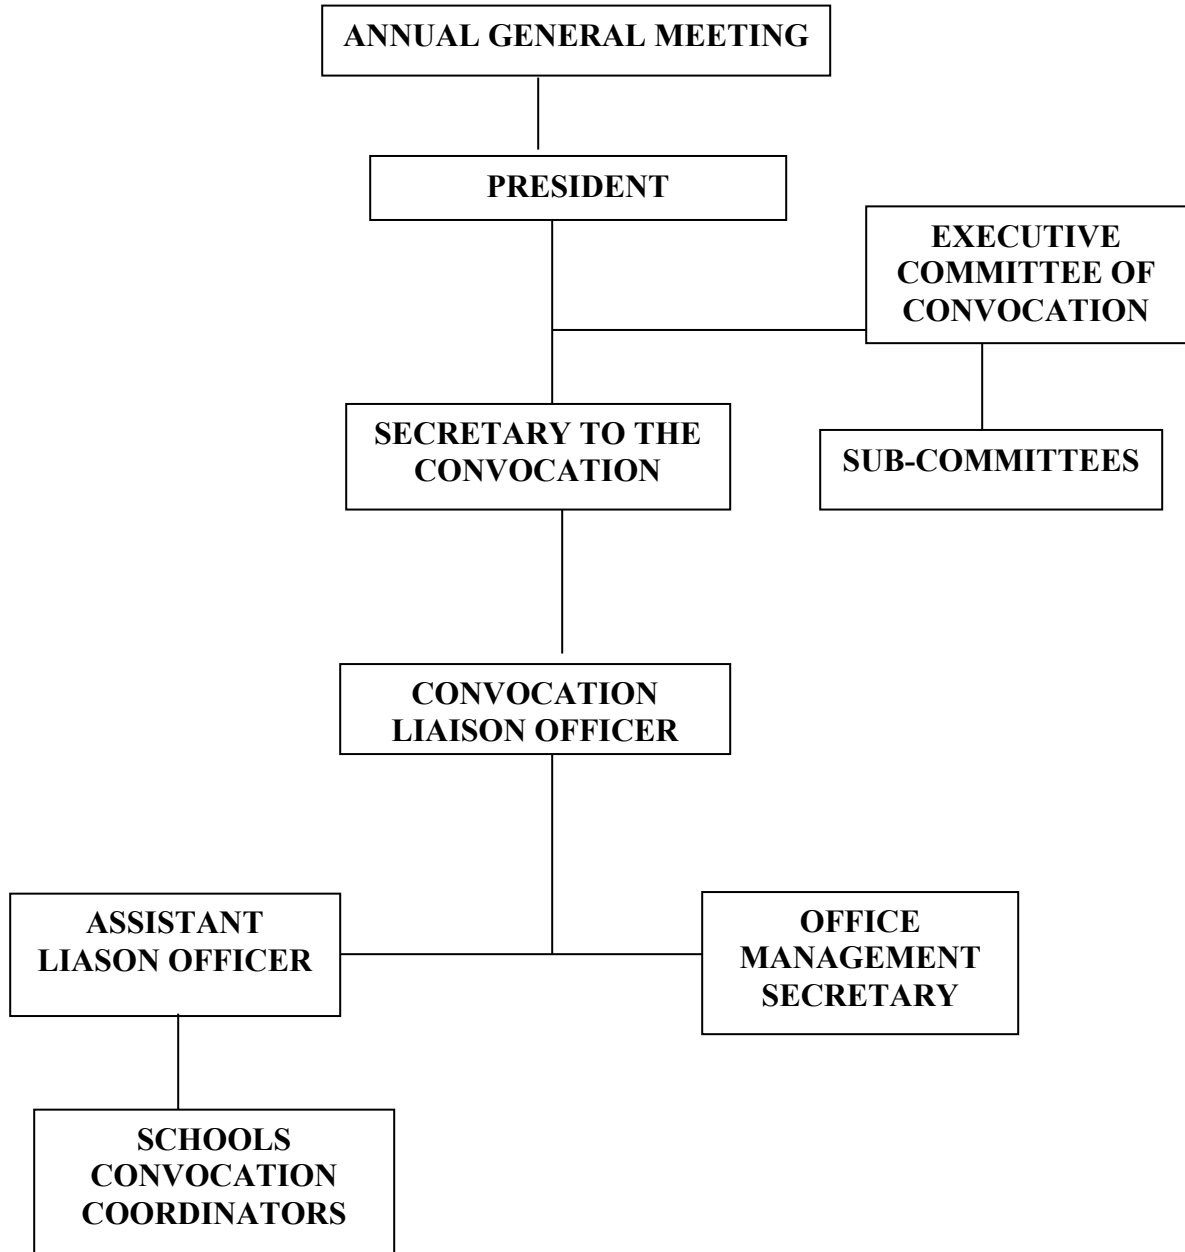 ANNUAL GENERAL MEETING
PRESIDENT
EXECUTIVE
COMMITTEE OF
CONVOCATION
SECRETARY TO THE
CONVOCATION
SUB-COMMITTEES
CONVOCATION
LIAISON OFFICER
ASSISTANT
LIASON OFFICER
OFFICE
MANAGEMENT
SECRETARY
SCHOOLS
CONVOCATION
COORDINATORS